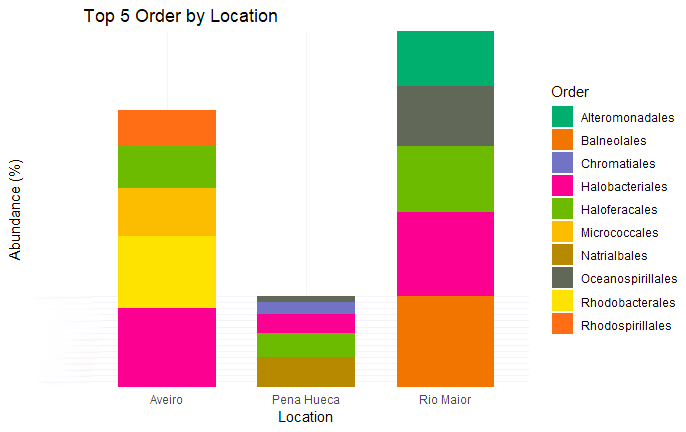 Top 5 Order by Location
Abundance (%)
Aveiro
Pena Hueca
Rio Maior
Location
Order
Alteromonadales
Balneolales
Chromatiales
Halobacteriales
Haloferacales
Micrococcales
Natrialbales
Oceanospirillales
Rhodobacterales
Rhodospirillales